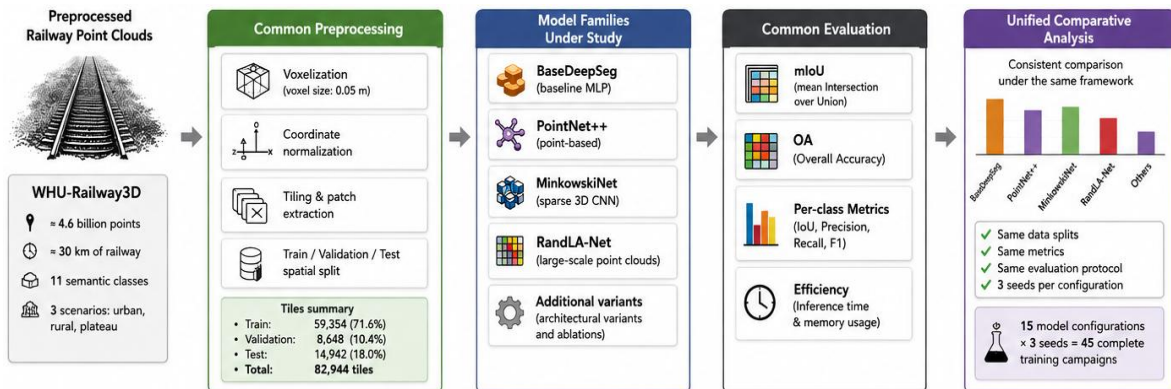 Preprocessed
Railway Point Clouds
WHU-Railway3D
≈ 4.6 billion points
≈ 30 km of railway
11 semantic classes
3 scenarios: urban,
rural, plateau
Common Preprocessing
Voxelization
(voxel size: 0.05 m)
z
o
x
Coordinate
normalization
Tiling & patch
extraction
Train / Validation / Test
spatial split
Tiles summary
• Train: 59,354 (71.6%)
• Validation: 8,648 (10.4%)
• Test: 14,942 (18.0%)
• Total: 82,944 tiles
Model Families
Under Study
BaseDeepSeg
(baseline MLP)
PointNet++
(point-based)
MinkowskiNet
(sparse 3D CNN)
RandLA-Net
(large-scale point clouds)
Additional variants
(architectural variants
and ablations)
Common Evaluation
mIoU
(mean Intersection
over Union)
OA
(Overall Accuracy)
Per-class Metrics
(IoU, Precision,
Recall, F1)
Efficiency
(Inference time
& memory usage)
Unified Comparative
Analysis
Consistent comparison
under the same framework
BaseDeepSeg
PointNet++
MinkowskiNet
RandLA-Net
Others
✓ Same data splits
✓ Same metrics
✓ Same evaluation protocol
✓ 3 seeds per configuration
15 model configurations
× 3 seeds = 45 complete
training campaigns